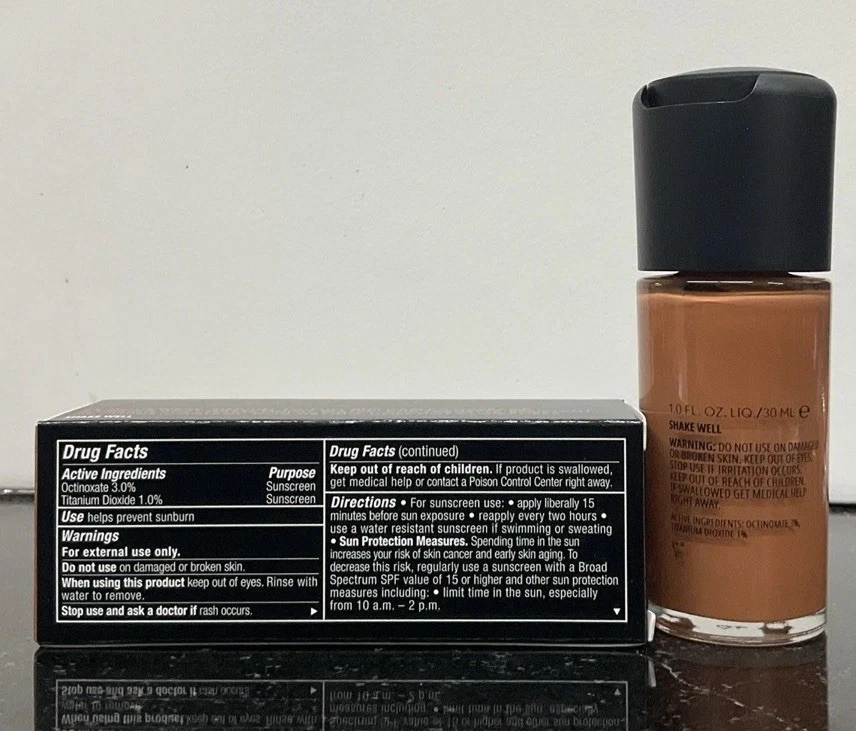 SHAKE WELL
Drug Facts
Active Ingredients Purpose
Octinoxate 3.0% Sunscreen
Titanium Dioxide 1.0% Sunscreen
Use helps prevent sunburn
Warnings
For external use only.
Do not use on damaged or broken skin.
When using this product keep out of eyes. Rinse with
water to remove.
Stop use and ask a doctor if rash occurs.
Drug Facts (continued)
Keep out of reach of children. If product is swallowed,
get medical help or contact a Poison Control Center right away.
Directions • For sunscreen use: • apply liberally 15
minutes before sun exposure • reapply every two hours •
use a water resistant sunscreen if swimming or sweating
• Sun Protection Measures. Spending time in the sun
increases your risk of skin cancer and early skin aging. To
decrease this risk, regularly use a sunscreen with a Broad
Spectrum SPF value of 15 or higher and other sun protection
measures including: • limit time in the sun, especially
from 10 a.m. – 2 p.m.
1.0 FL. OZ. LIQ./30 ML e
SHAKE WELL
WARNING: DO NOT USE ON DAMAGED
OR BROKEN SKIN. KEEP OUT OF EYES.
STOP USE IF IRRITATION OCCURS.
KEEP OUT OF REACH OF CHILDREN.
IF SWALLOWED GET MEDICAL HELP
RIGHT AWAY.
ACTIVE INGREDIENTS: OCTINOXATE 3%
TITANIUM DIOXIDE 1%